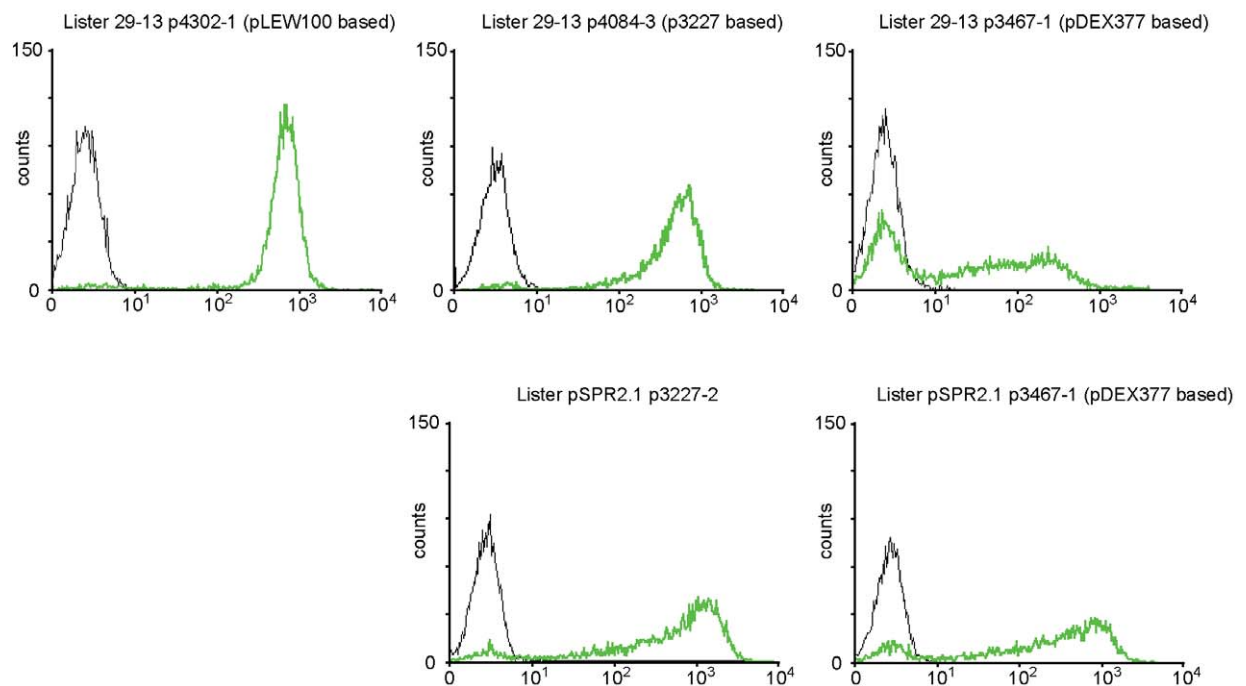 Lister 29-13 p4302-1 (pLEW100 based)
Lister 29-13 p4084-3 (p3227 based)
Lister 29-13 p3467-1 (pDEX377 based)
150
150
150
counts
counts
counts
0
0
0
0 10¹ 10² 10³ 10⁴
0 10¹ 10² 10³ 10⁴
0 10¹ 10² 10³ 10⁴
Lister pSPR2.1 p3227-2
Lister pSPR2.1 p3467-1 (pDEX377 based)
150
150
counts
counts
0
0
0 10¹ 10² 10³ 10⁴
0 10¹ 10² 10³ 10⁴